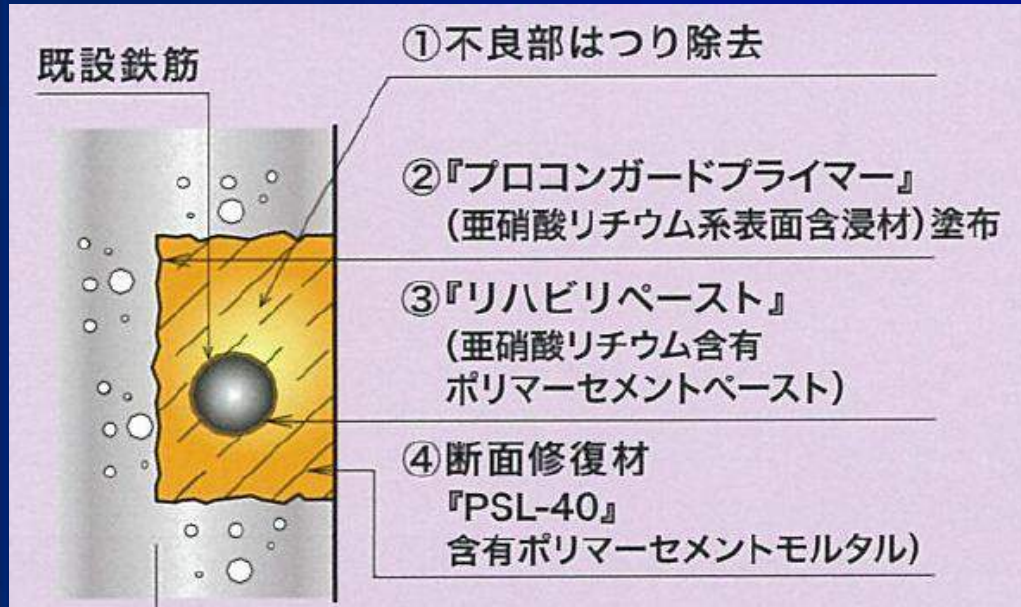 既設鉄筋
①不良部はつり除去
②『プロコンガードプライマー』
(亜硝酸リチウム系表面含浸材)塗布
③『リハビリペースト』
(亜硝酸リチウム含有
ポリマーセメントペースト)
④断面修復材
『PSL-40』
含有ポリマーセメントモルタル)